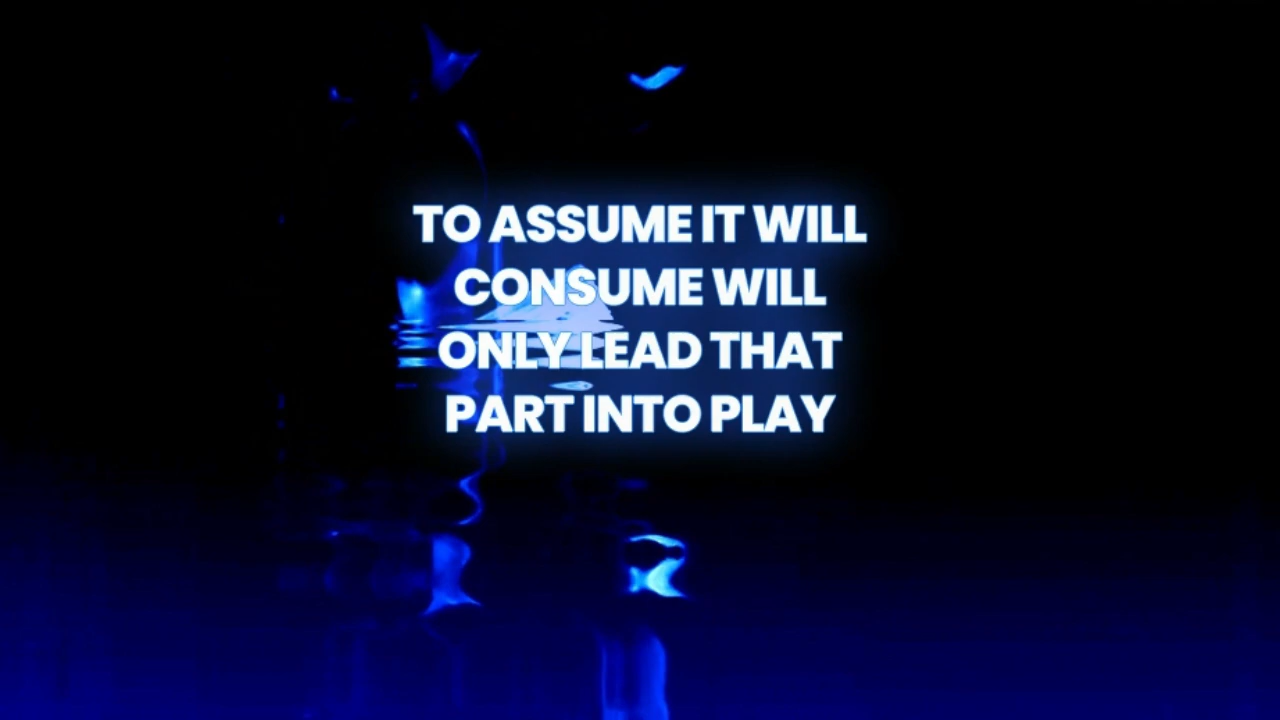 TO ASSUME IT WILL
CONSUME WILL
ONLY LEAD THAT
PART INTO PLAY